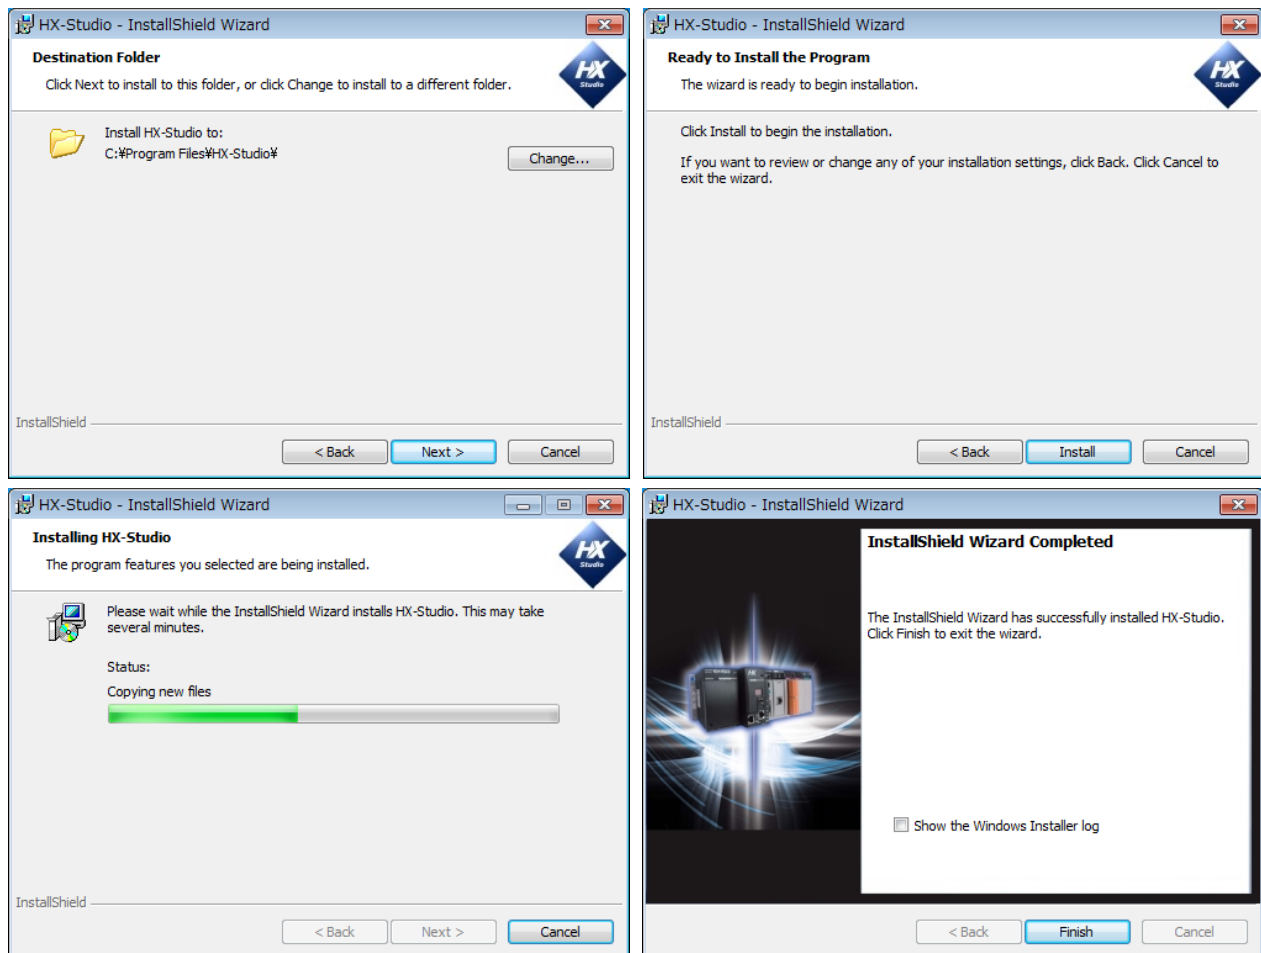 HX-Studio - InstallShield Wizard
Destination Folder
Click Next to install to this folder, or click Change to install to a different folder.
HX
Studio
Install HX-Studio to:
C:¥Program Files¥HX-Studio¥
Change...
InstallShield
< Back
Next >
Cancel
HX-Studio - InstallShield Wizard
Ready to Install the Program
The wizard is ready to begin installation.
HX
Studio
Click Install to begin the installation.
If you want to review or change any of your installation settings, click Back. Click Cancel to
exit the wizard.
InstallShield
< Back
Install
Cancel
HX-Studio - InstallShield Wizard
Installing HX-Studio
The program features you selected are being installed.
HX
Studio
Please wait while the InstallShield Wizard installs HX-Studio. This may take
several minutes.
Status:
Copying new files
InstallShield
< Back
Next >
Cancel
HX-Studio - InstallShield Wizard
InstallShield Wizard Completed
The InstallShield Wizard has successfully installed HX-Studio.
Click Finish to exit the wizard.
HX
Show the Windows Installer log
< Back
Finish
Cancel